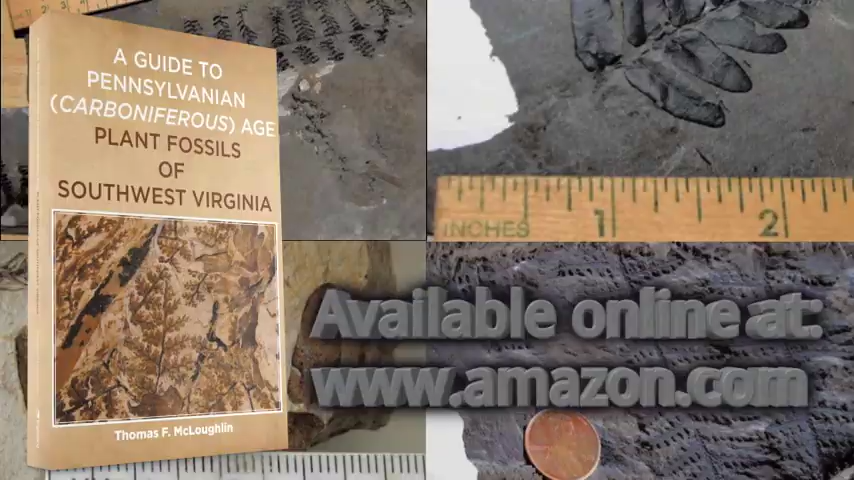 A GUIDE TO
PENNSYLVANIAN
(CARBONIFEROUS) AGE
PLANT FOSSILS
OF
SOUTHWEST VIRGINIA
Thomas F. McLoughlin
INCHES 1 2
Available online at:
www.amazon.com